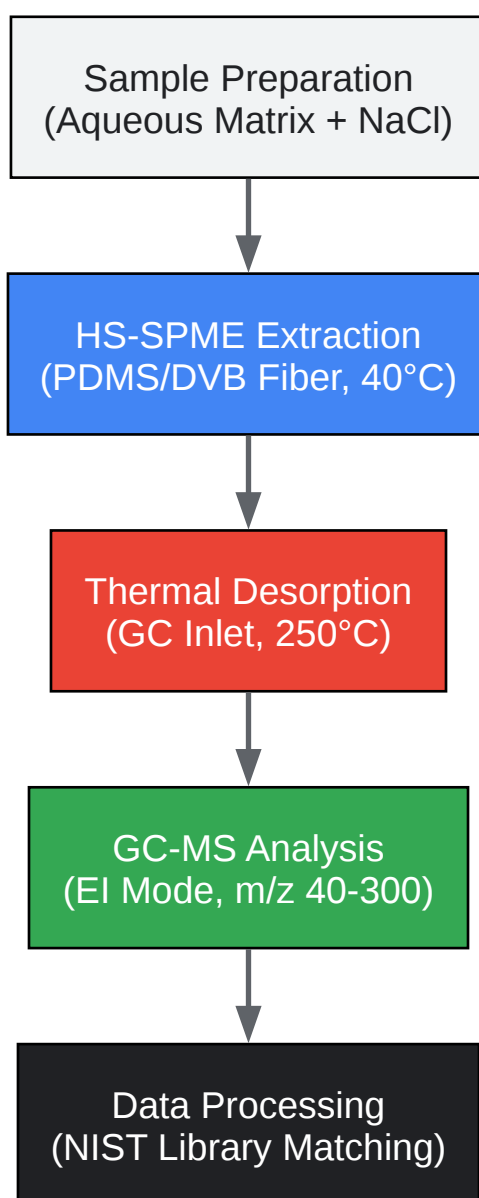 Sample Preparation
(Aqueous Matrix + NaCl)
HS-SPME Extraction
(PDMS/DVB Fiber, 40°C)
Thermal Desorption
(GC Inlet, 250°C)
GC-MS Analysis
(EI Mode, m/z 40-300)
Data Processing
(NIST Library Matching)